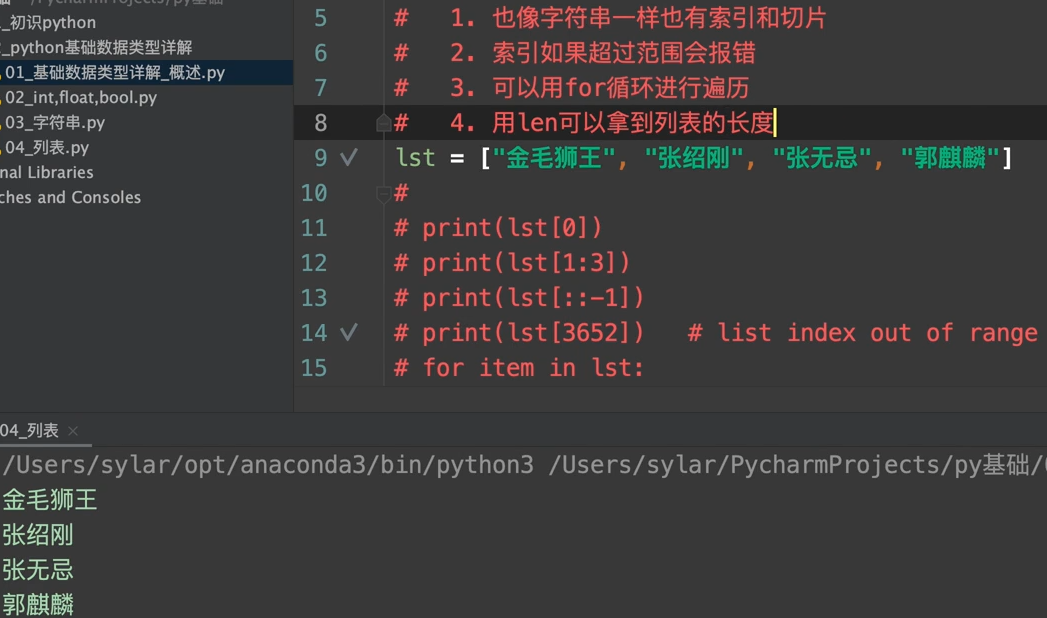 初识python
_python基础数据类型详解
01_基础数据类型详解_概述.py
02_int,float,bool.py
03_字符串.py
04_列表.py
nal Libraries
ches and Consoles
5 # 1. 也像字符串一样也有索引和切片
6 # 2. 索引如果超过范围会报错
7 # 3. 可以用for循环进行遍历
8 # 4. 用len可以拿到列表的长度
9 lst = ["金毛狮王", "张绍刚", "张无忌", "郭麒麟"]
10 #
11 # print(lst[0])
12 # print(lst[1:3])
13 # print(lst[::-1])
14 # print(lst[3652]) # list index out of range
15 # for item in lst:
04_列表 ×
/Users/sylar/opt/anaconda3/bin/python3 /Users/sylar/PycharmProjects/py基础/
金毛狮王
张绍刚
张无忌
郭麒麟